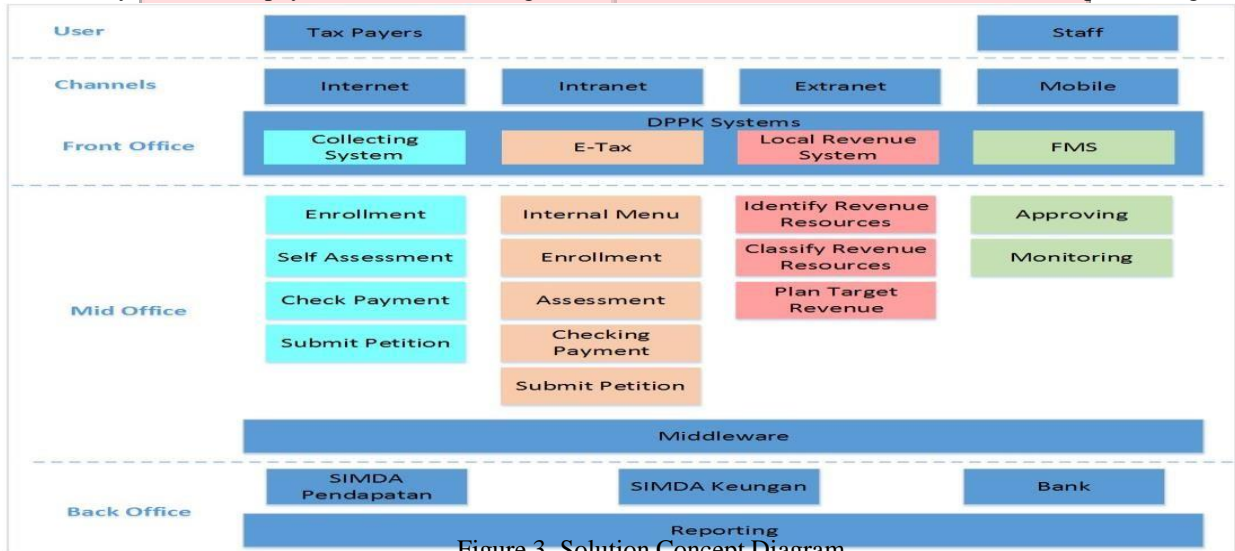 User
Tax Payers
Staff
Channels
Internet
Intranet
Extranet
Mobile
DPPK Systems
Front Office
Collecting
System
E-Tax
Local Revenue
System
FMS
Mid Office
Enrollment
Self Assessment
Check Payment
Submit Petition
Internal Menu
Enrollment
Assessment
Checking
Payment
Submit Petition
Identify Revenue
Resources
Classify Revenue
Resources
Plan Target
Revenue
Approving
Monitoring
Middleware
Back Office
SIMDA
Pendapatan
SIMDA Keungan
Bank
Reporting
Figure 3. Solution Concept Diagram